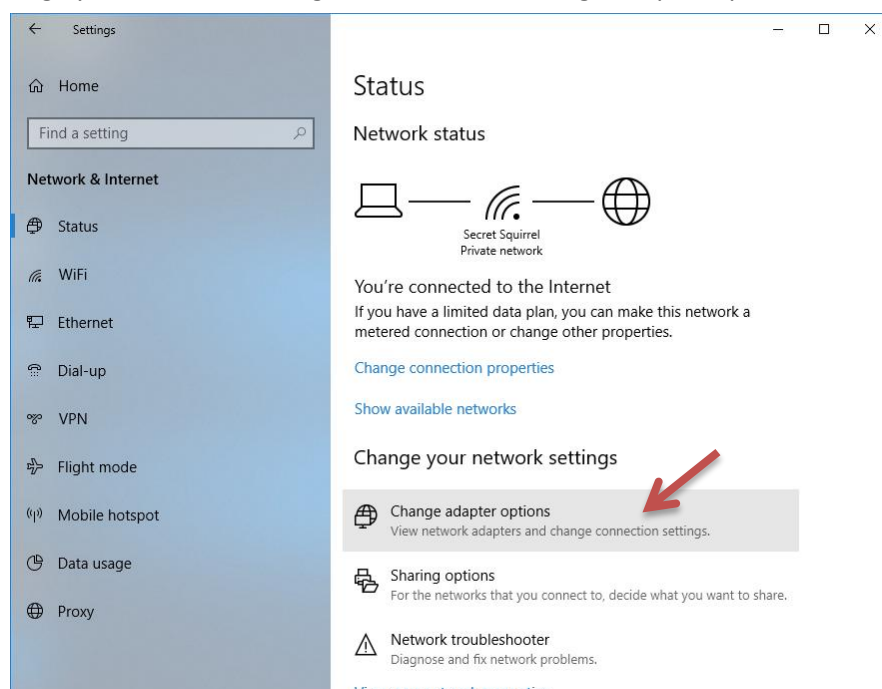 Settings
Home
Find a setting
Network & Internet
Status
WiFi
Ethernet
Dial-up
VPN
Flight mode
Mobile hotspot
Data usage
Proxy
Status
Network status
Secret Squirrel
Private network
You're connected to the Internet
If you have a limited data plan, you can make this network a
metered connection or change other properties.
Change connection properties
Show available networks
Change your network settings
Change adapter options
View network adapters and change connection settings.
Sharing options
For the networks that you connect to, decide what you want to share.
Network troubleshooter
Diagnose and fix network problems.